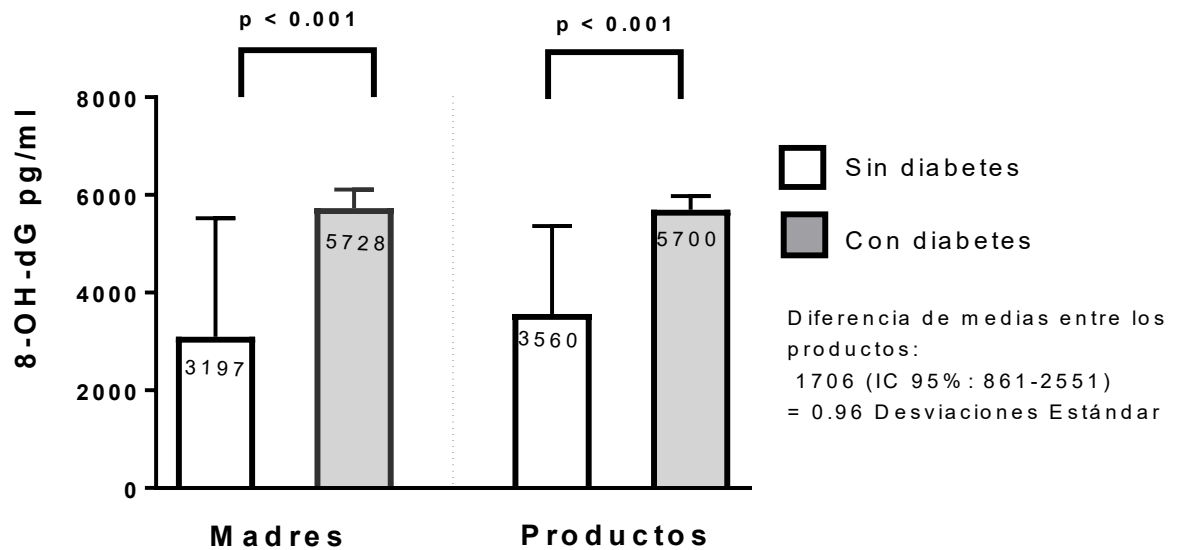 p < 0.001
p < 0.001
8-OH-dG pg/ml
8000
6000
4000
2000
0
3197
5728
3560
5700
Madres
Productos
Sin diabetes
Con diabetes
Diferencia de medias entre los
productos:
1706 (IC 95%: 861-2551)
= 0.96 Desviaciones Estándar